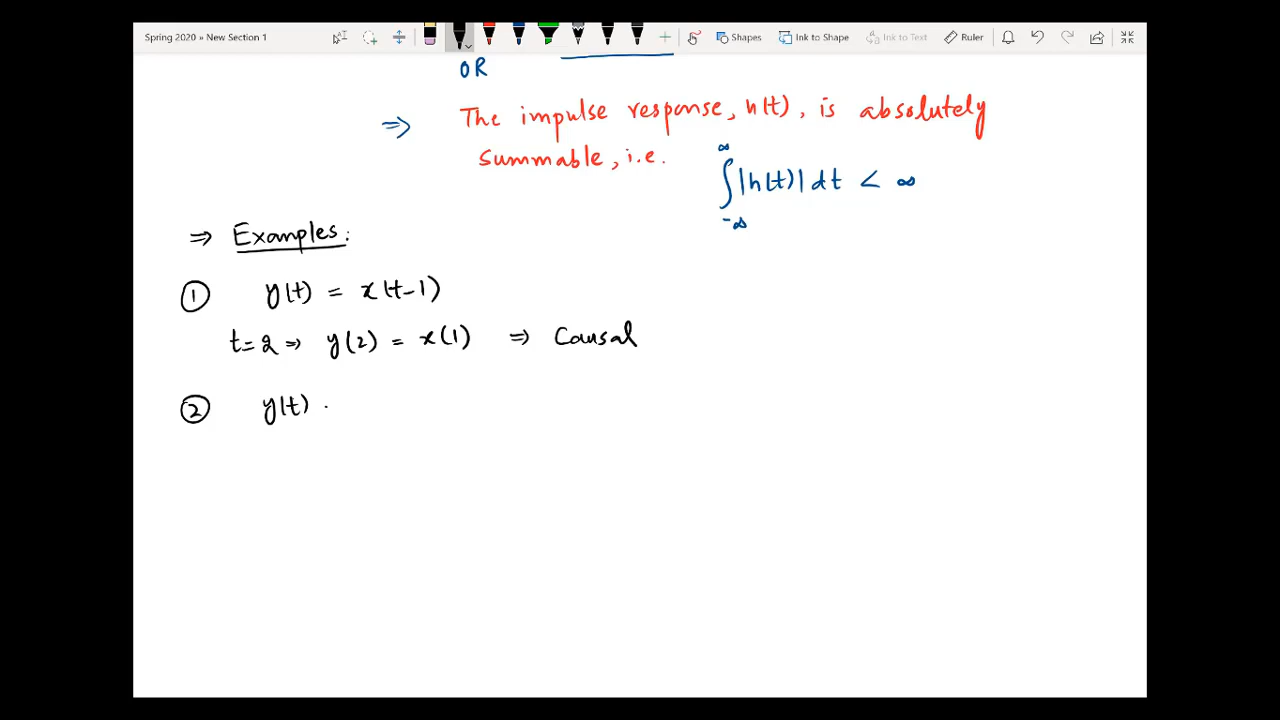 Spring 2020 » New Section 1
Shapes
Ink to Shape
Ink to Text
Ruler
OR
⇒ The impulse response, h(t), is absolutely
summable, i.e. ∫_{-∞}^{∞} |h(t)| dt < ∞
⇒ Examples:
① y(t) = x(t-1)
t=2 ⇒ y(2) = x(1) ⇒ Causal
② y(t) -